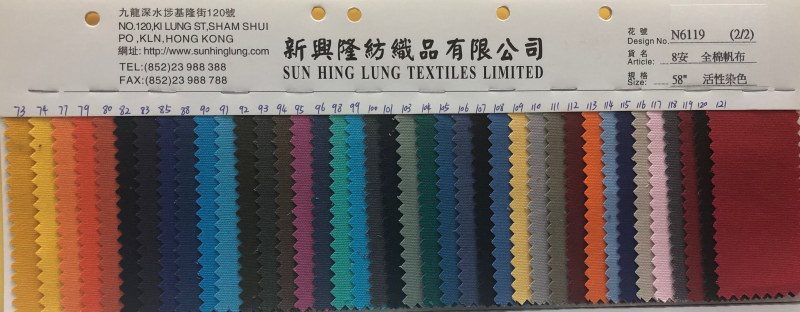 九龍深水埗基隆街120號
NO.120,KI LUNG ST,SHAM SHUI
PO,KLN,HONG KONG
網址: http://www.sunhinglung.com
TEL:(852)23 988 388
FAX:(852)23 988 788
新興隆紡織品有限公司
SUN HING LUNG TEXTILES LIMITED
花號
Design No. N6119 (2/2)
貨名
Article: 8安 全棉帆布
規格
Size: 58" 活性染色
73 74 77 79 80 82 83 85 88 90 91 92 93 94 95 96 98 99 100 101 103 104 105 106 107 108 109 110 111 112 113 114 115 116 117 118 119 120 121